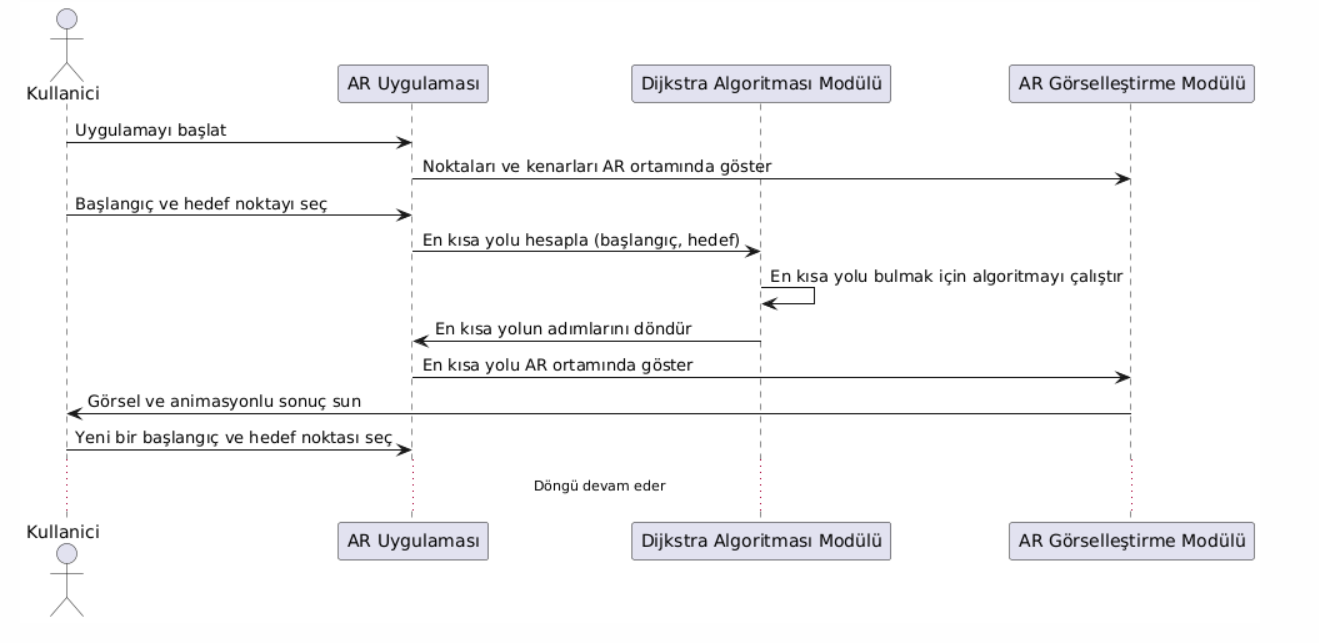 Kullanici
AR Uygulaması
Dijkstra Algoritması Modülü
AR Görselleştirme Modülü
Uygulamayı başlat
Noktaları ve kenarları AR ortamında göster
Başlangıç ve hedef noktayı seç
En kısa yolu hesapla (başlangıç, hedef)
En kısa yolu bulmak için algoritmayı çalıştır
En kısa yolun adımlarını döndür
En kısa yolu AR ortamında göster
Görsel ve animasyonlu sonuç sun
Yeni bir başlangıç ve hedef noktası seç
Döngü devam eder
Kullanici
AR Uygulaması
Dijkstra Algoritması Modülü
AR Görselleştirme Modülü